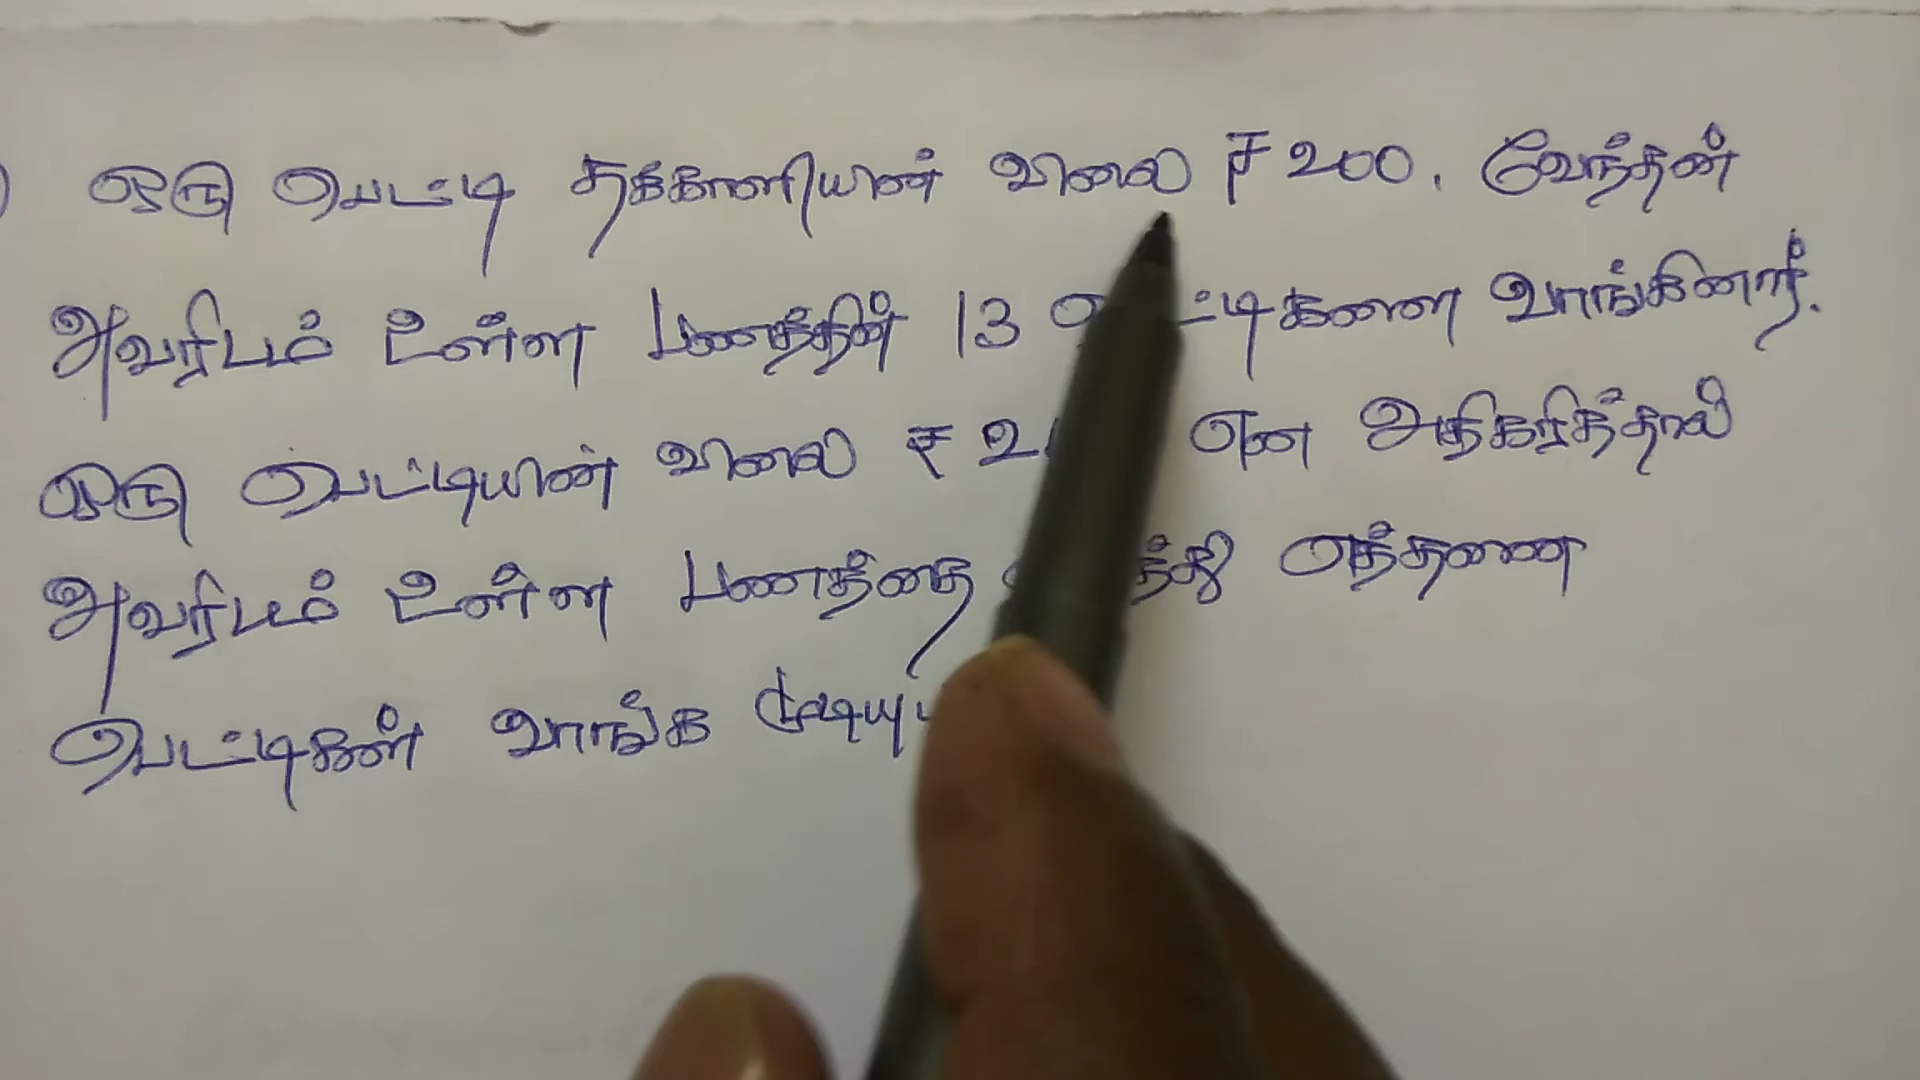 ஒரு பெட்டி தக்காளியின் விலை ₹ 200. வேந்தன்
அவரிடம் உள்ள பணத்தின் 13 பெட்டிகளை வாங்கினார்.
ஒரு பெட்டியின் விலை ₹ என அதிகரித்தால்
அவரிடம் உள்ள பணத்தை எத்தனை
பெட்டிகள் வாங்க